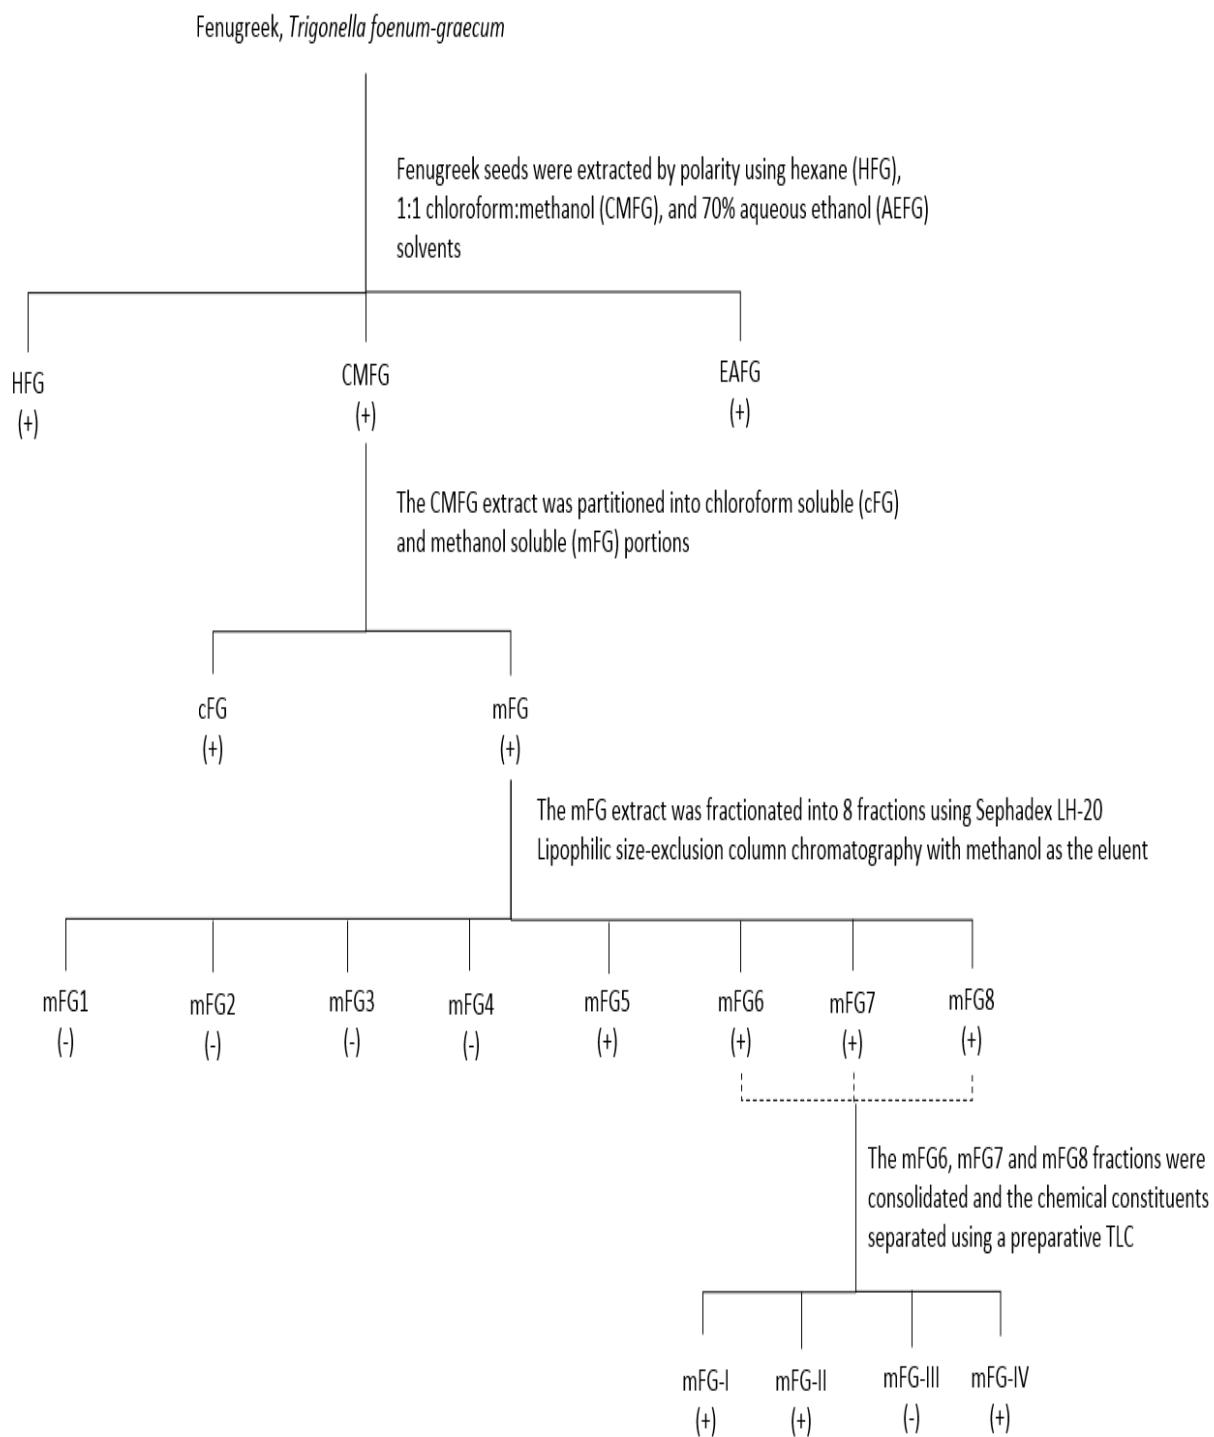 Fenugreek, Trigonella foenum-graecum
Fenugreek seeds were extracted by polarity using hexane (HFG),
1:1 chloroform:methanol (CMFG), and 70% aqueous ethanol (AEFG)
solvents
HFG
(+)
CMFG
(+)
EAFG
(+)
The CMFG extract was partitioned into chloroform soluble (cFG)
and methanol soluble (mFG) portions
cFG
(+)
mFG
(+)
The mFG extract was fractionated into 8 fractions using Sephadex LH-20
Lipophilic size-exclusion column chromatography with methanol as the eluent
mFG1
(-)
mFG2
(-)
mFG3
(-)
mFG4
(-)
mFG5
(+)
mFG6
(+)
mFG7
(+)
mFG8
(+)
The mFG6, mFG7 and mFG8 fractions were
consolidated and the chemical constituents
separated using a preparative TLC
mFG-I
(+)
mFG-II
(+)
mFG-III
(-)
mFG-IV
(+)